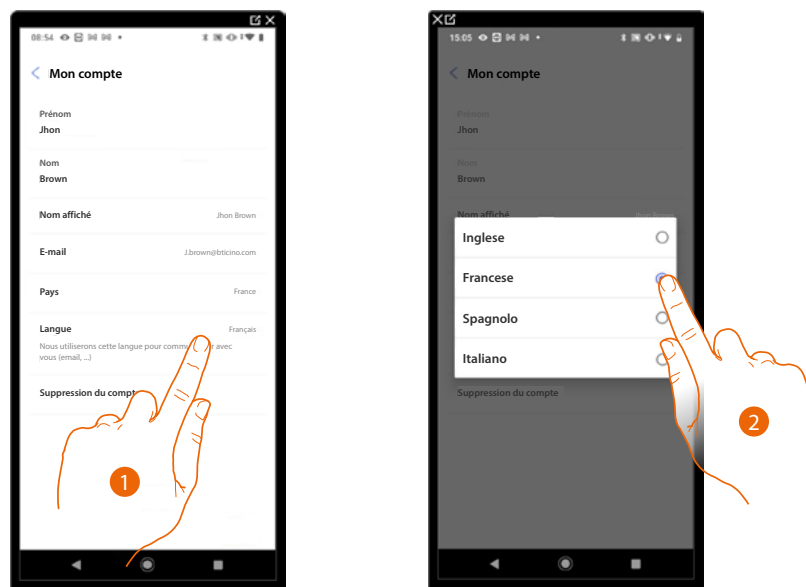 08:54
Mon compte
Prénom
Jhon
Nom
Brown
Nom affiché
Jhon Brown
E-mail
J.brown@bticino.com
Pays
France
Langue
Français
Nous utiliserons cette langue pour avec
vous (email, ...)
Suppression du
1
15:05
Mon compte
Prénom
Jhon
Nom
Brown
Nom affiché
Inglese
Francese
Spagnolo
Italiano
Suppression du compte
2